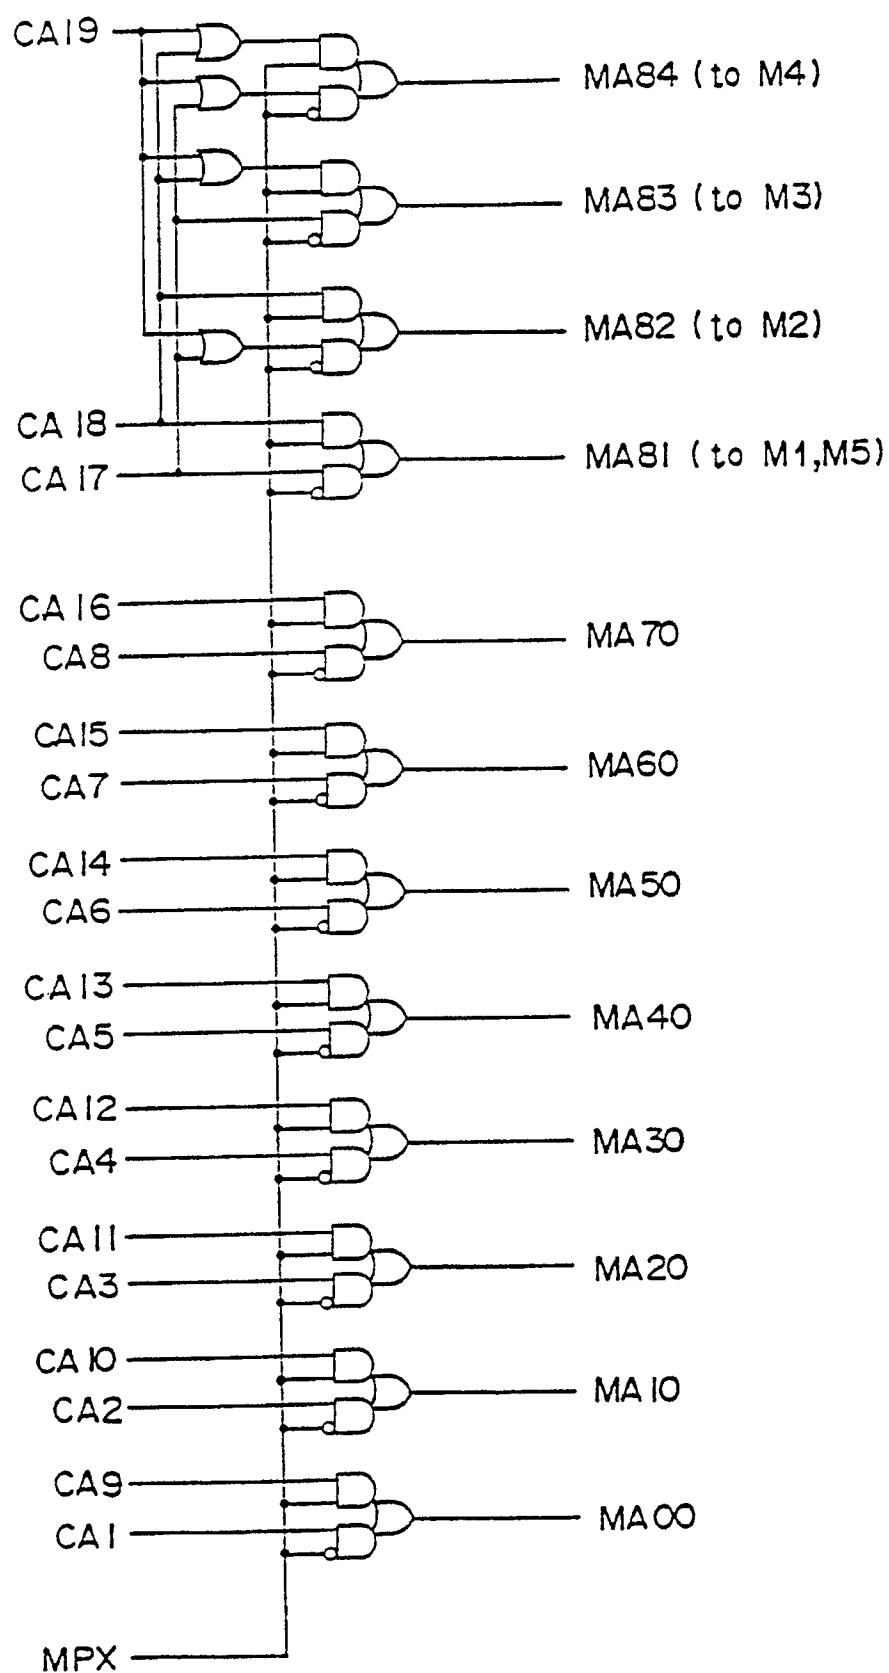 CA19
MA84 (to M4)
MA83 (to M3)
MA82 (to M2)
CA18
MA81 (to M1,M5)
CA17
CA16
MA70
CA8
CA15
MA60
CA7
CA14
MA50
CA6
CA13
MA40
CA5
CA12
MA30
CA4
CA11
MA20
CA3
CA10
MA10
CA2
CA9
MA00
CA1
MPX